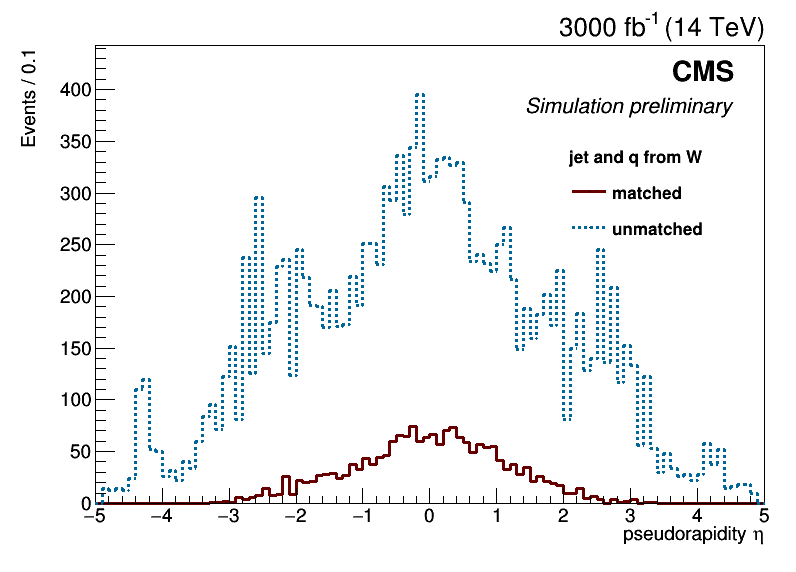 3000 fb⁻¹ (14 TeV)
Events / 0.1
CMS
Simulation preliminary
jet and q from W
matched
unmatched
400
350
300
250
200
150
100
50
0
−5 −4 −3 −2 −1 0 1 2 3 4 5
pseudorapidity η